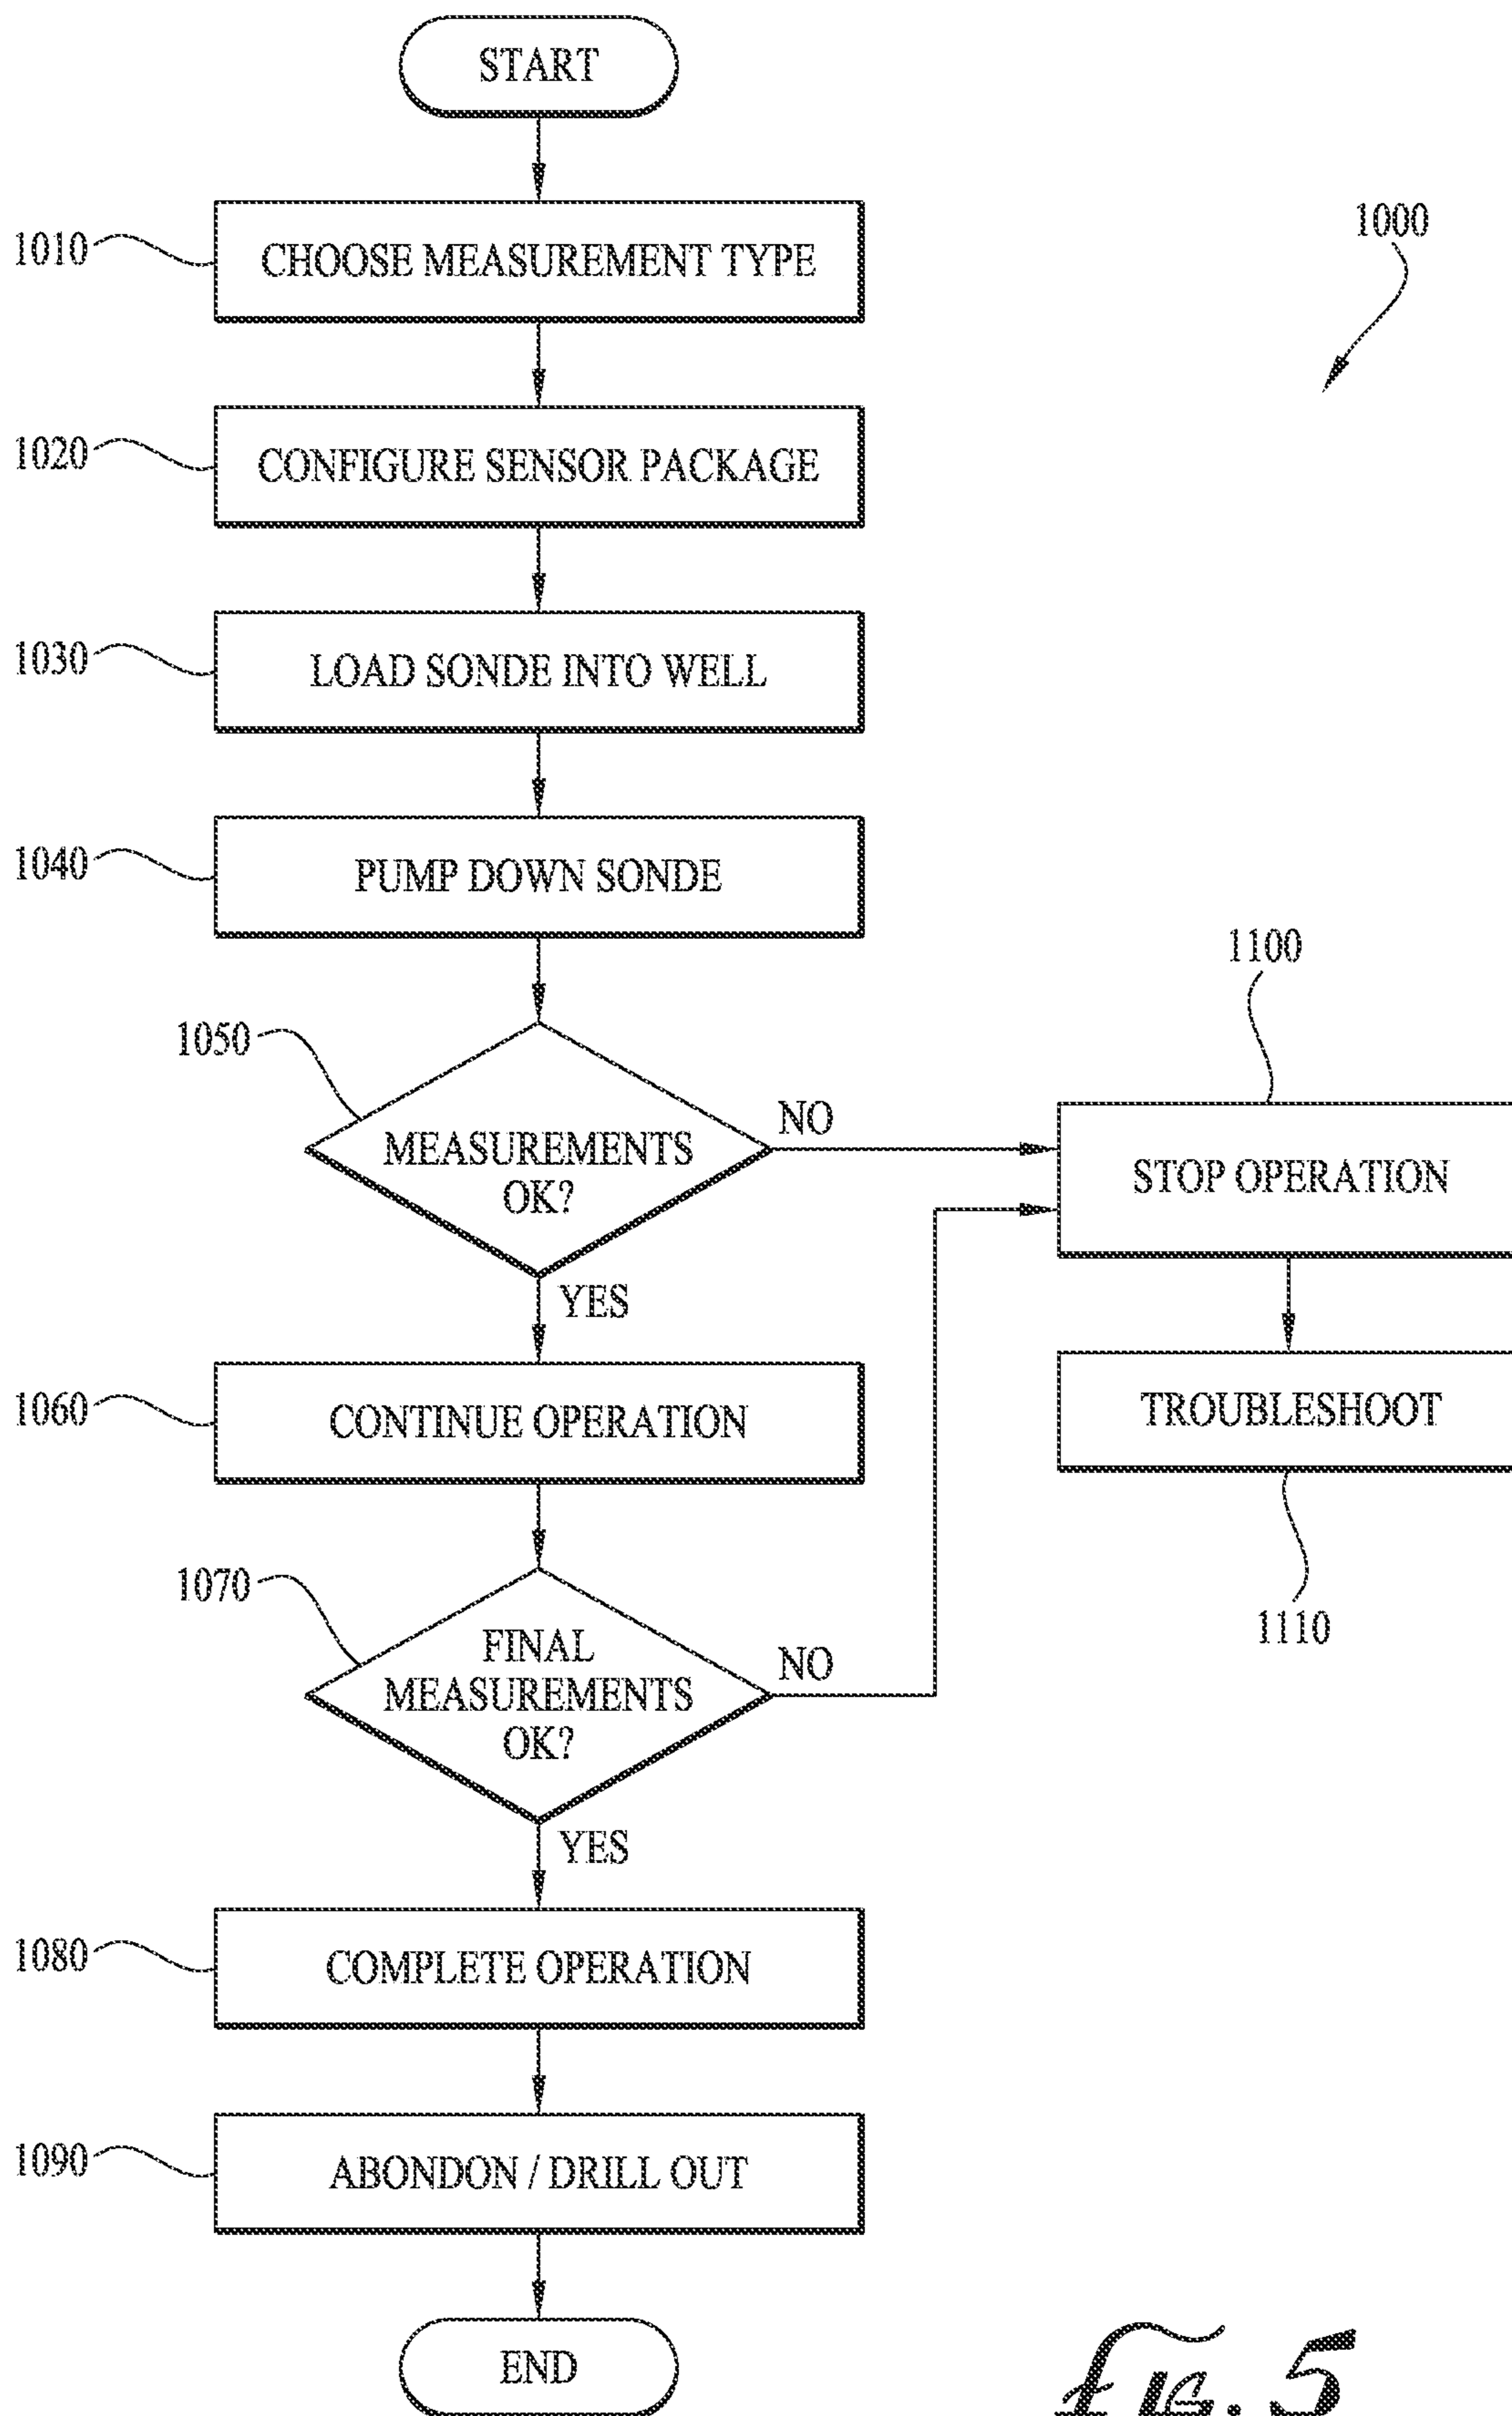 START
1010
CHOOSE MEASUREMENT TYPE
1000
1020
CONFIGURE SENSOR PACKAGE
1030
LOAD SONDE INTO WELL
1040
PUMP DOWN SONDE
1050
MEASUREMENTS
OK?
NO
YES
1100
STOP OPERATION
TROUBLESHOOT
1110
1060
CONTINUE OPERATION
1070
FINAL
MEASUREMENTS
OK?
NO
YES
1080
COMPLETE OPERATION
1090
ABONDON / DRILL OUT
END
FIG. 5